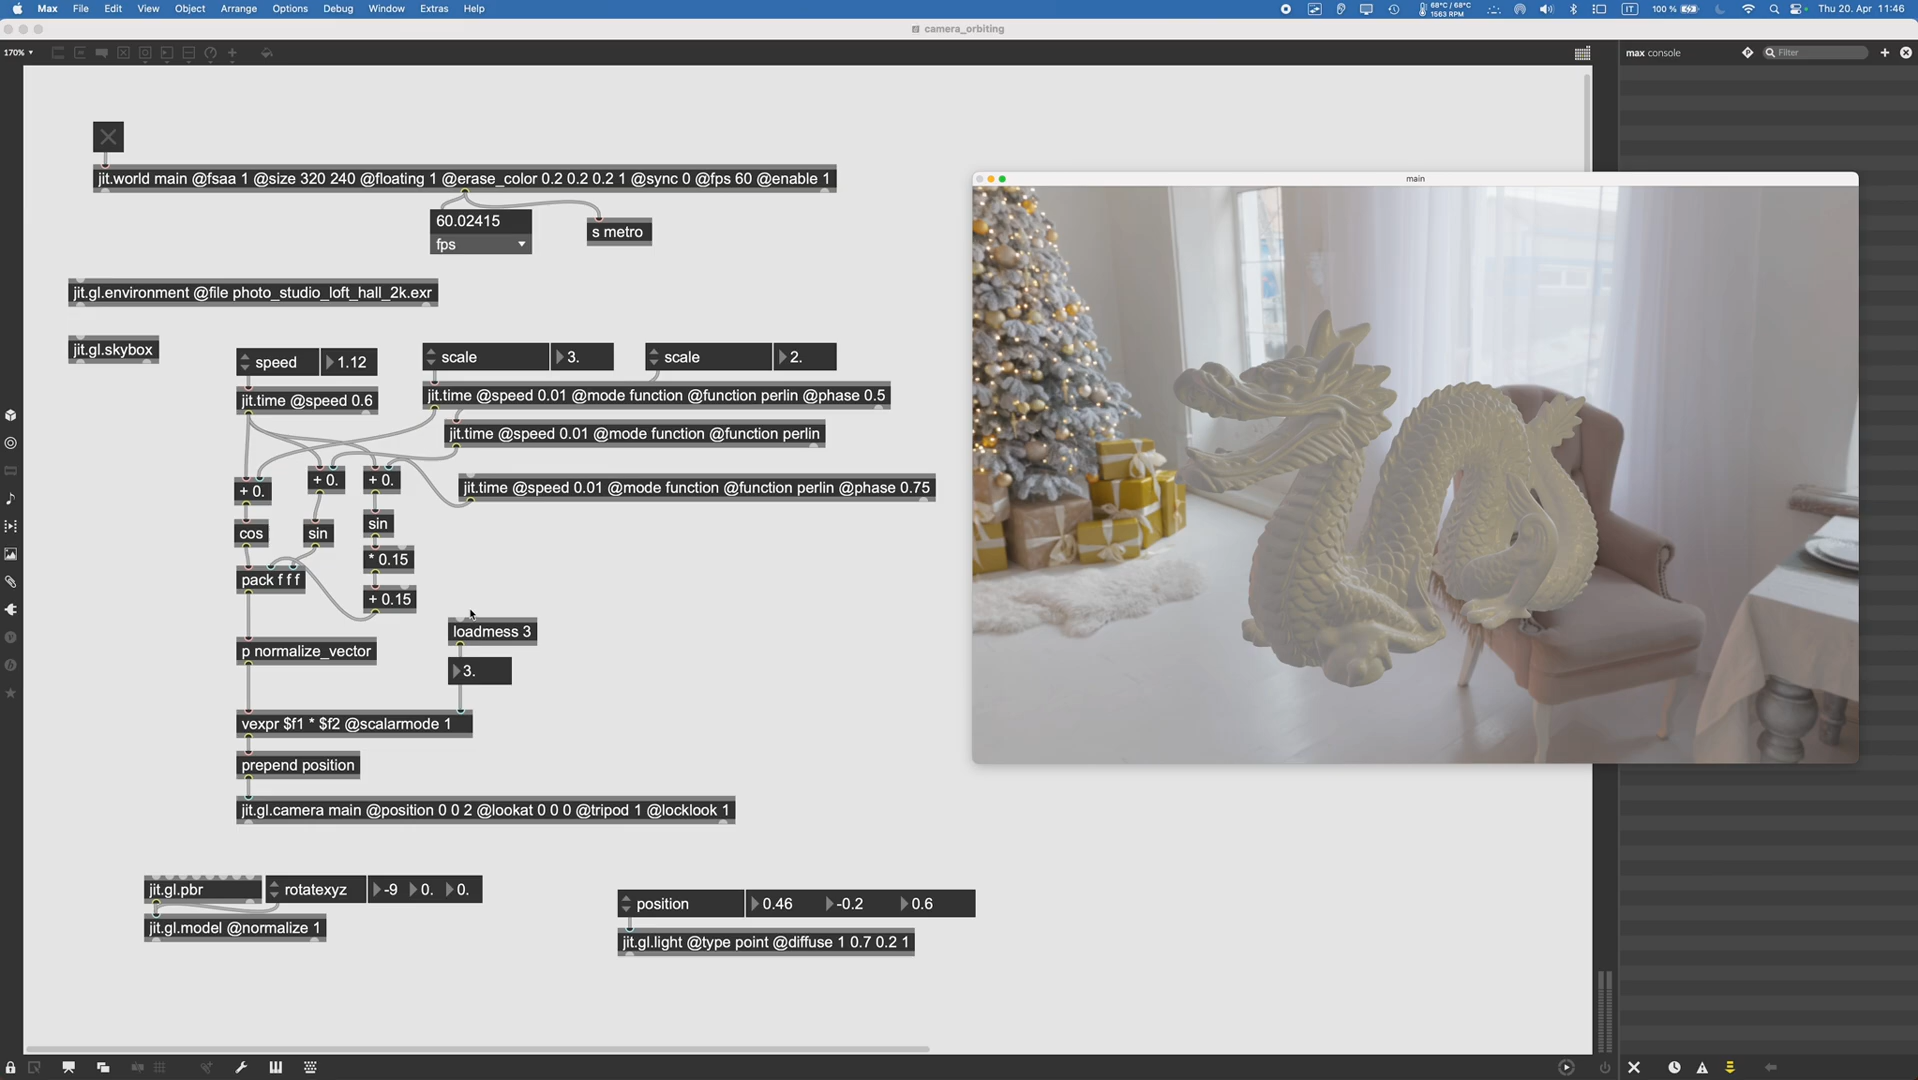 Max File Edit View Object Arrange Options Debug Window Extras Help
68°C / 68°C
1563 RPM
IT
100 %
Thu 20. Apr 11:46
camera_orbiting
170%
max console
Filter
jit.world main @fsaa 1 @size 320 240 @floating 1 @erase_color 0.2 0.2 0.2 1 @sync 0 @fps 60 @enable 1
main
60.02415
fps
s metro
jit.gl.environment @file photo_studio_loft_hall_2k.exr
jit.gl.skybox
speed 1.12
scale 3.
scale 2.
jit.time @speed 0.6
jit.time @speed 0.01 @mode function @function perlin @phase 0.5
jit.time @speed 0.01 @mode function @function perlin
+ 0.
+ 0.
+ 0.
jit.time @speed 0.01 @mode function @function perlin @phase 0.75
sin
cos
sin
* 0.15
pack f f f
+ 0.15
loadmess 3
p normalize_vector
3.
vexpr $f1 * $f2 @scalarmode 1
prepend position
jit.gl.camera main @position 0 0 2 @lookat 0 0 0 @tripod 1 @locklook 1
jit.gl.pbr
rotatexyz -9 0. 0.
position 0.46 -0.2 0.6
jit.gl.model @normalize 1
jit.gl.light @type point @diffuse 1 0.7 0.2 1